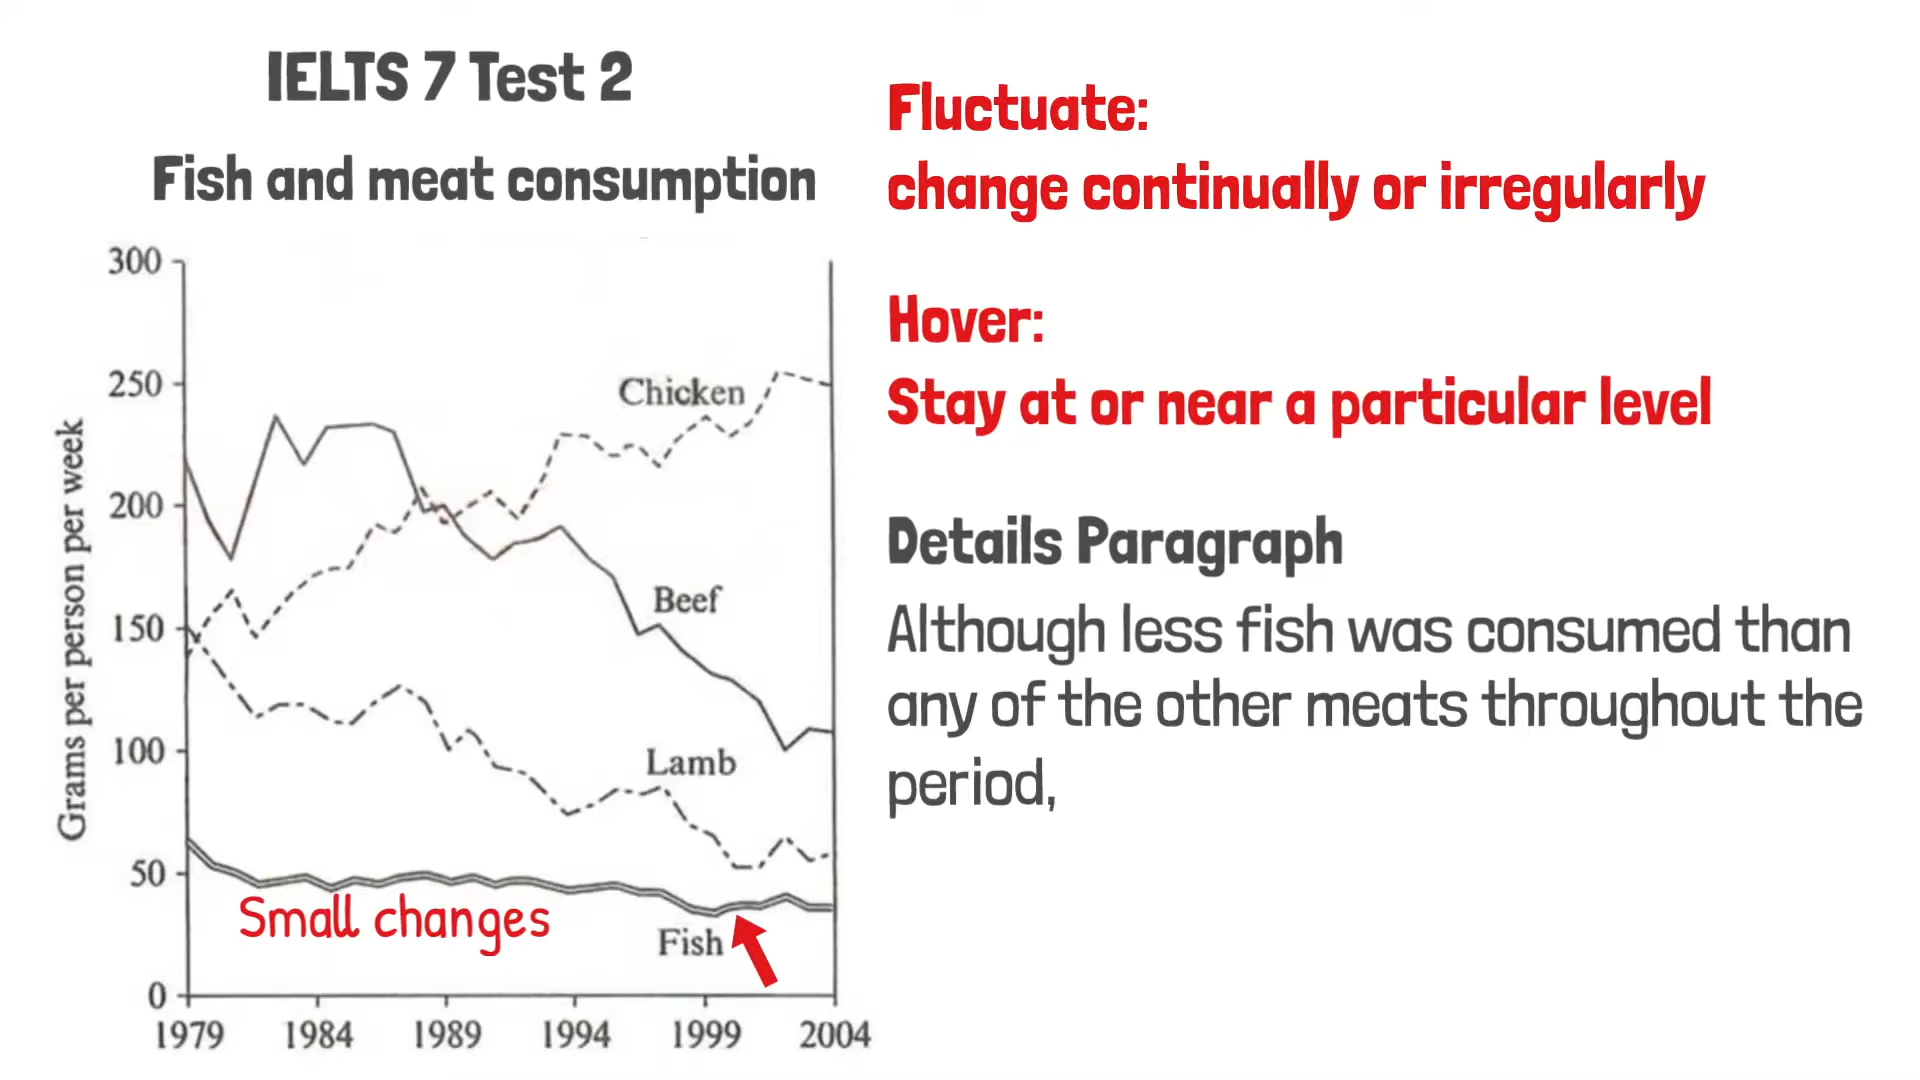 IELTS 7 Test 2
Fish and meat consumption
300
250
200
150
100
50
0
Grams per person per week
Chicken
Beef
Lamb
Small changes
Fish
1979 1984 1989 1994 1999 2004
Fluctuate:
change continually or irregularly
Hover:
Stay at or near a particular level
Details Paragraph
Although less fish was consumed than
any of the other meats throughout the
period,